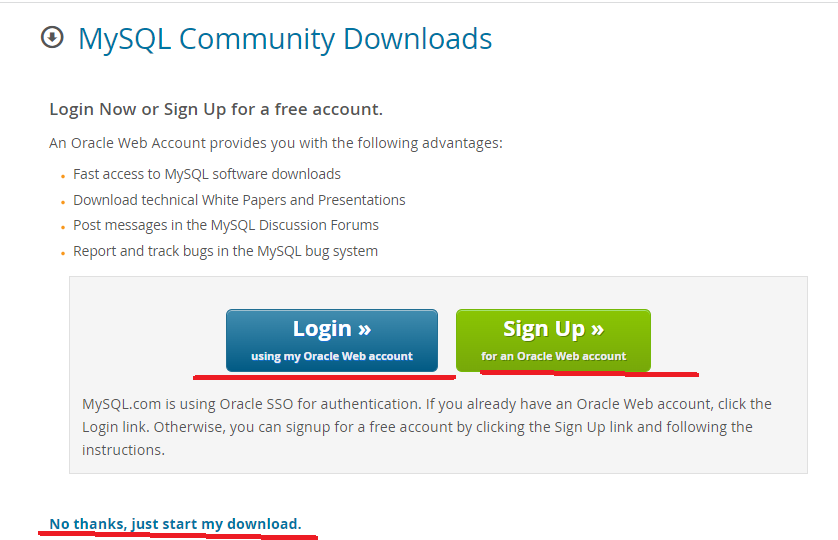 MySQL Community Downloads
Login Now or Sign Up for a free account.
An Oracle Web Account provides you with the following advantages:
Fast access to MySQL software downloads
Download technical White Papers and Presentations
Post messages in the MySQL Discussion Forums
Report and track bugs in the MySQL bug system
Login »
using my Oracle Web account
Sign Up »
for an Oracle Web account
MySQL.com is using Oracle SSO for authentication. If you already have an Oracle Web account, click the
Login link. Otherwise, you can signup for a free account by clicking the Sign Up link and following the
instructions.
No thanks, just start my download.